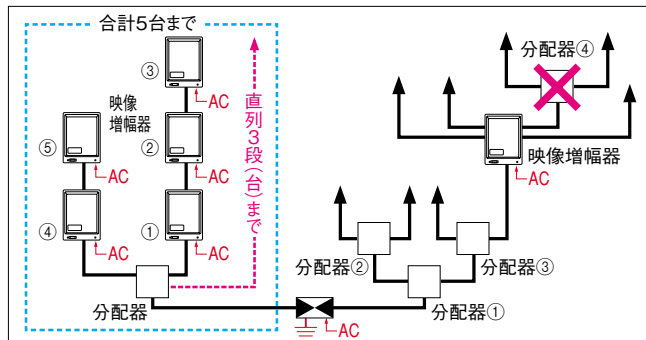 合計5台まで
③
AC
映像
増幅器
⑤
②
AC
AC
直列3段(台)まで
④
①
AC
AC
分配器
AC
分配器④
映像増幅器
AC
分配器②
分配器③
分配器①